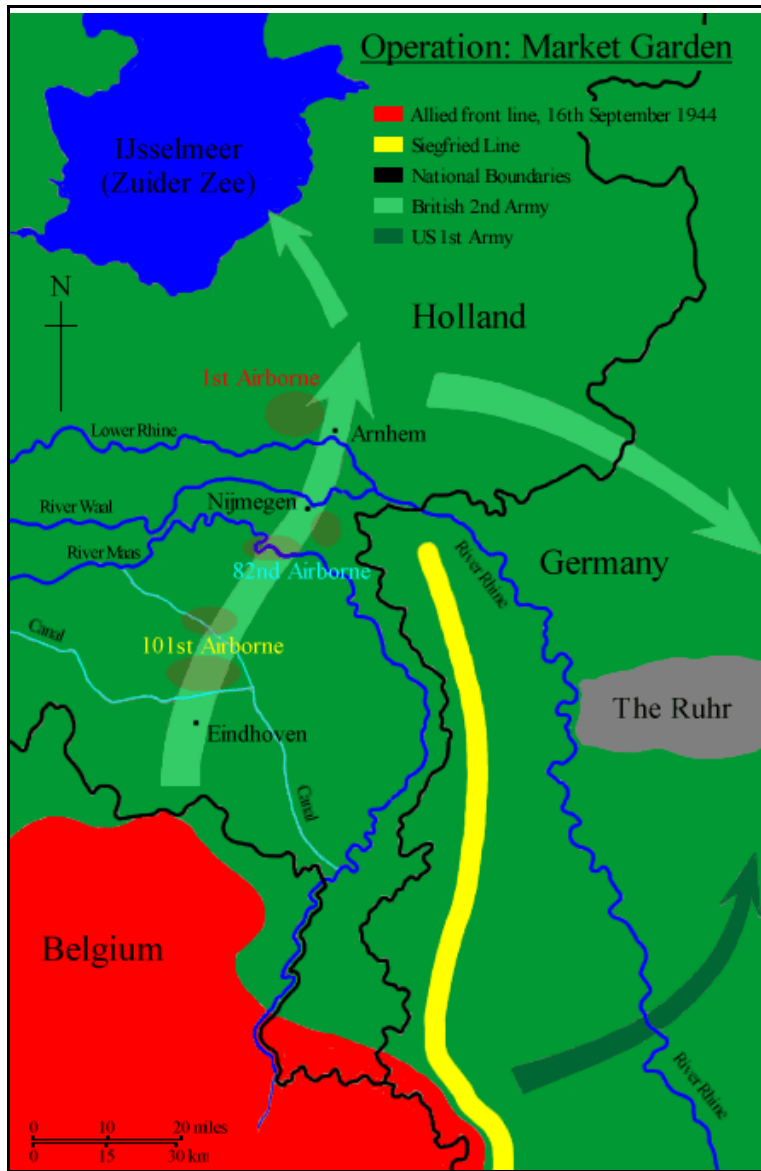 Operation: Market Garden
Allied front line, 16th September 1944
Siegfried Line
National Boundaries
British 2nd Army
US 1st Army
IJsselmeer
(Zuider Zee)
N
Holland
1st Airborne
Lower Rhine
Arnhem
River Waal
Nijmegen
River Maas
82nd Airborne
River Rhine
Germany
Canal
101st Airborne
The Ruhr
Eindhoven
Canal
Belgium
River Rhine
0 10 20 miles
0 15 30 km